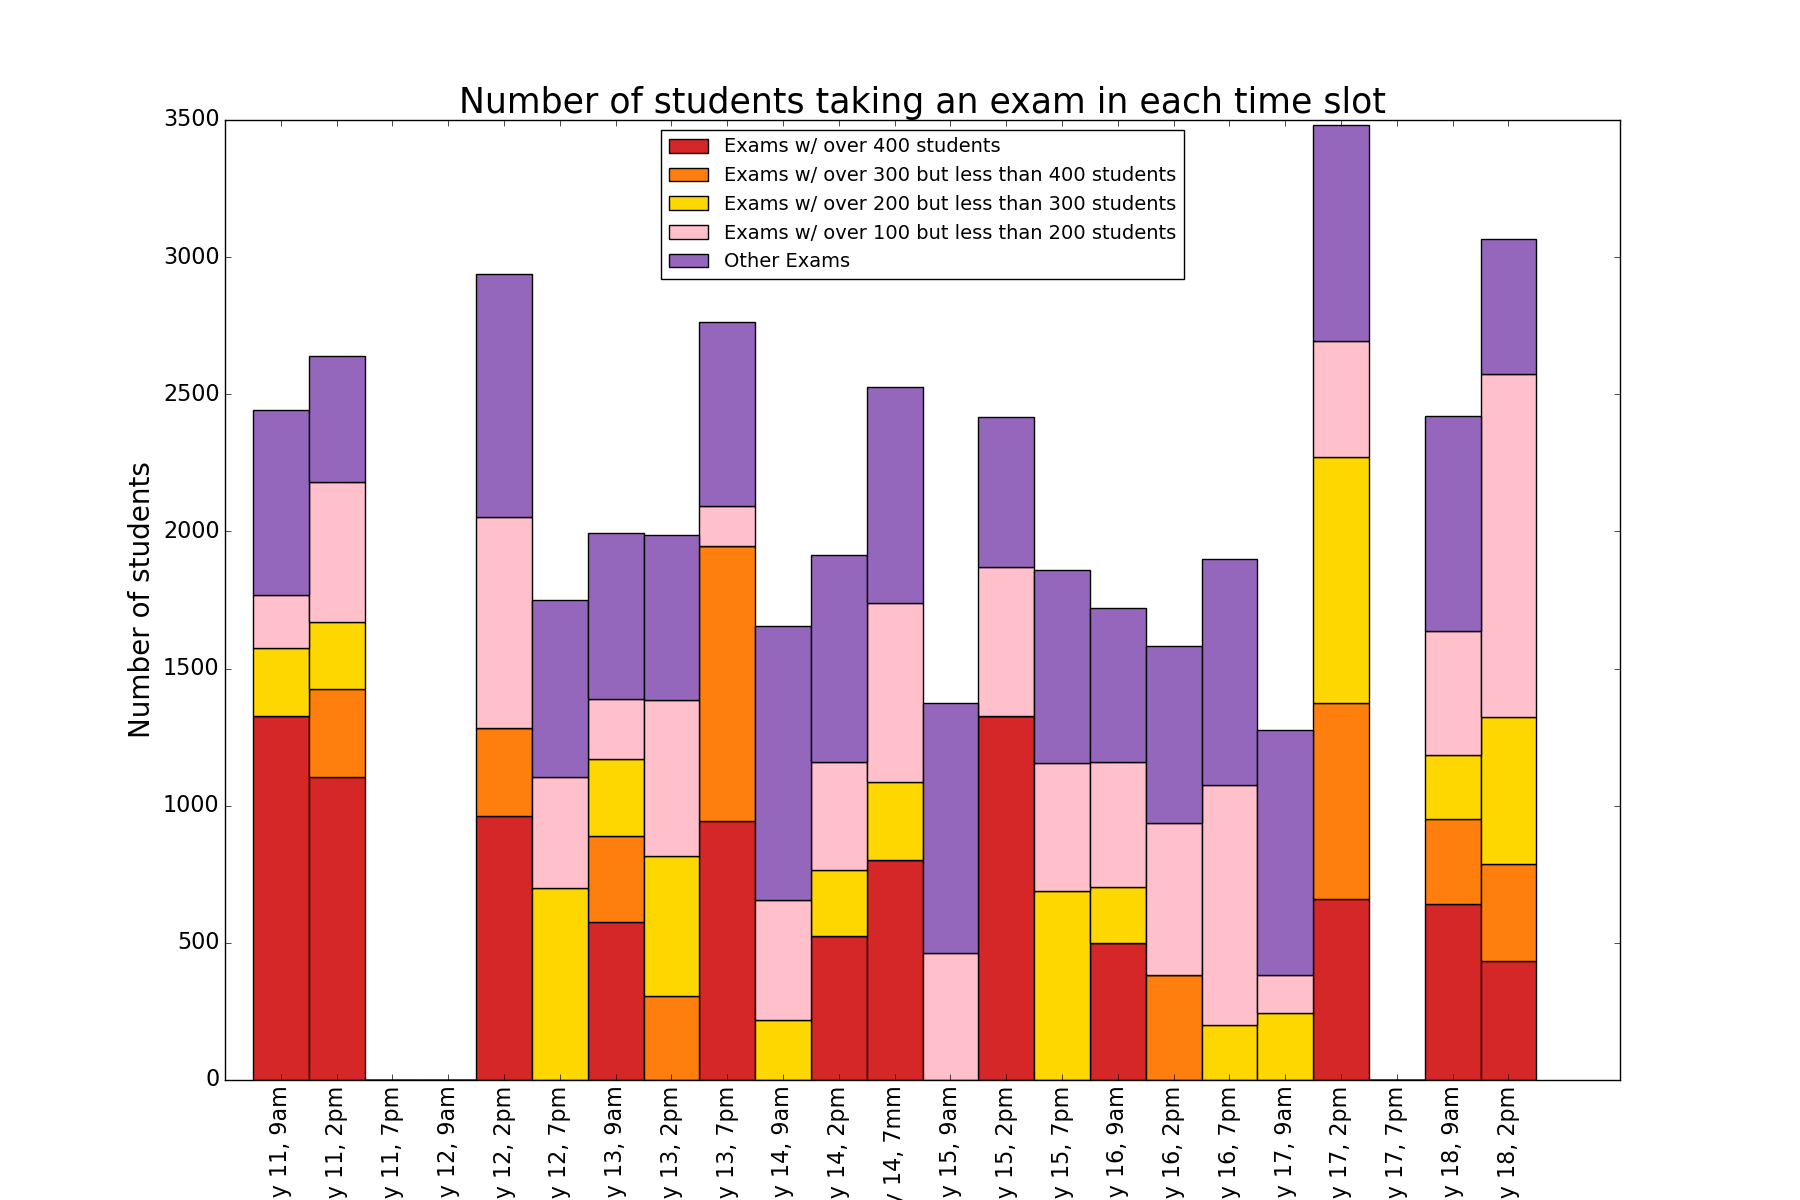 Number of students taking an exam in each time slot
Exams w/ over 400 students
Exams w/ over 300 but less than 400 students
Exams w/ over 200 but less than 300 students
Exams w/ over 100 but less than 200 students
Other Exams
Number of students
3500
3000
2500
2000
1500
1000
500
0
y 11, 9am
y 11, 2pm
y 11, 7pm
y 12, 9am
y 12, 2pm
y 12, 7pm
y 13, 9am
y 13, 2pm
y 13, 7pm
y 14, 9am
y 14, 2pm
y 14, 7mm
y 15, 9am
y 15, 2pm
y 15, 7pm
y 16, 9am
y 16, 2pm
y 16, 7pm
y 17, 9am
y 17, 2pm
y 17, 7pm
y 18, 9am
y 18, 2pm